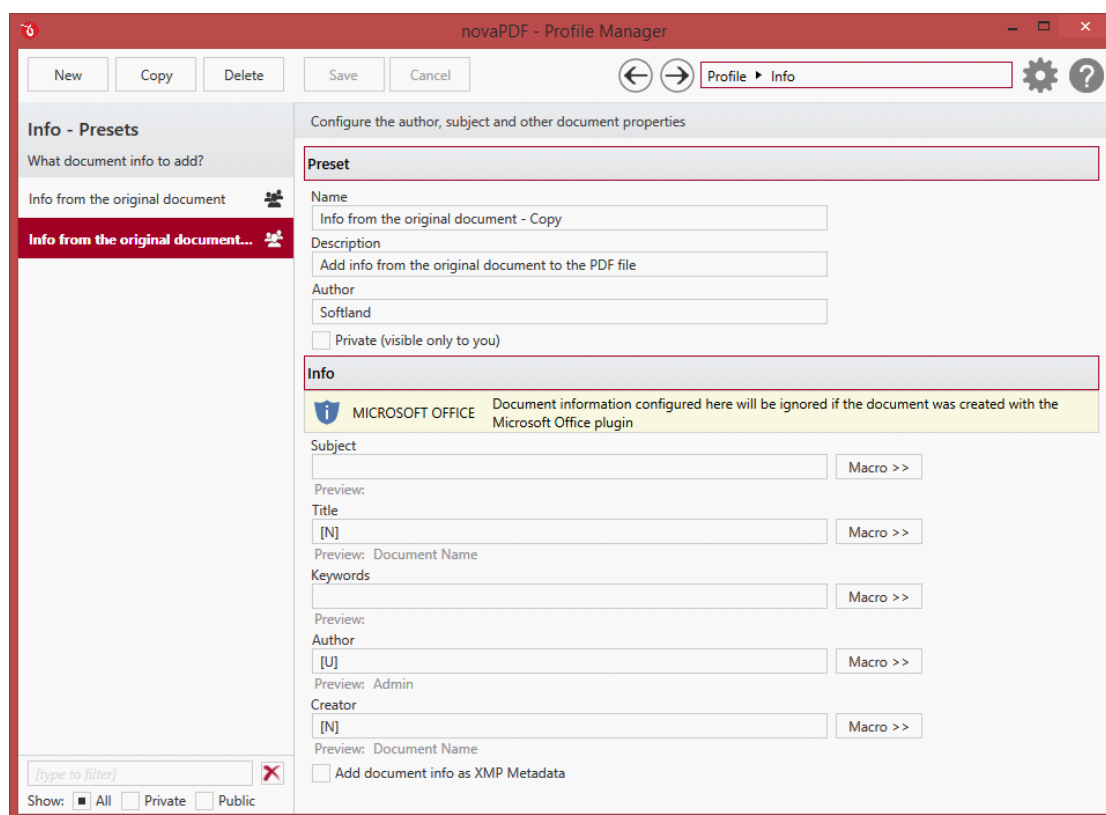 novaPDF - Profile Manager
New Copy Delete Save Cancel Profile Info
Info - Presets
What document info to add?
Info from the original document
Info from the original document...
Configure the author, subject and other document properties
Preset
Name
Info from the original document - Copy
Description
Add info from the original document to the PDF file
Author
Softland
Private (visible only to you)
Info
MICROSOFT OFFICE
Document information configured here will be ignored if the document was created with the
Microsoft Office plugin
Subject
Macro >>
Preview:
Title
[N] Macro >>
Preview: Document Name
Keywords
Macro >>
Preview:
Author
[U] Macro >>
Preview: Admin
Creator
[N] Macro >>
Preview: Document Name
Add document info as XMP Metadata
[type to filter]
Show: All Private Public